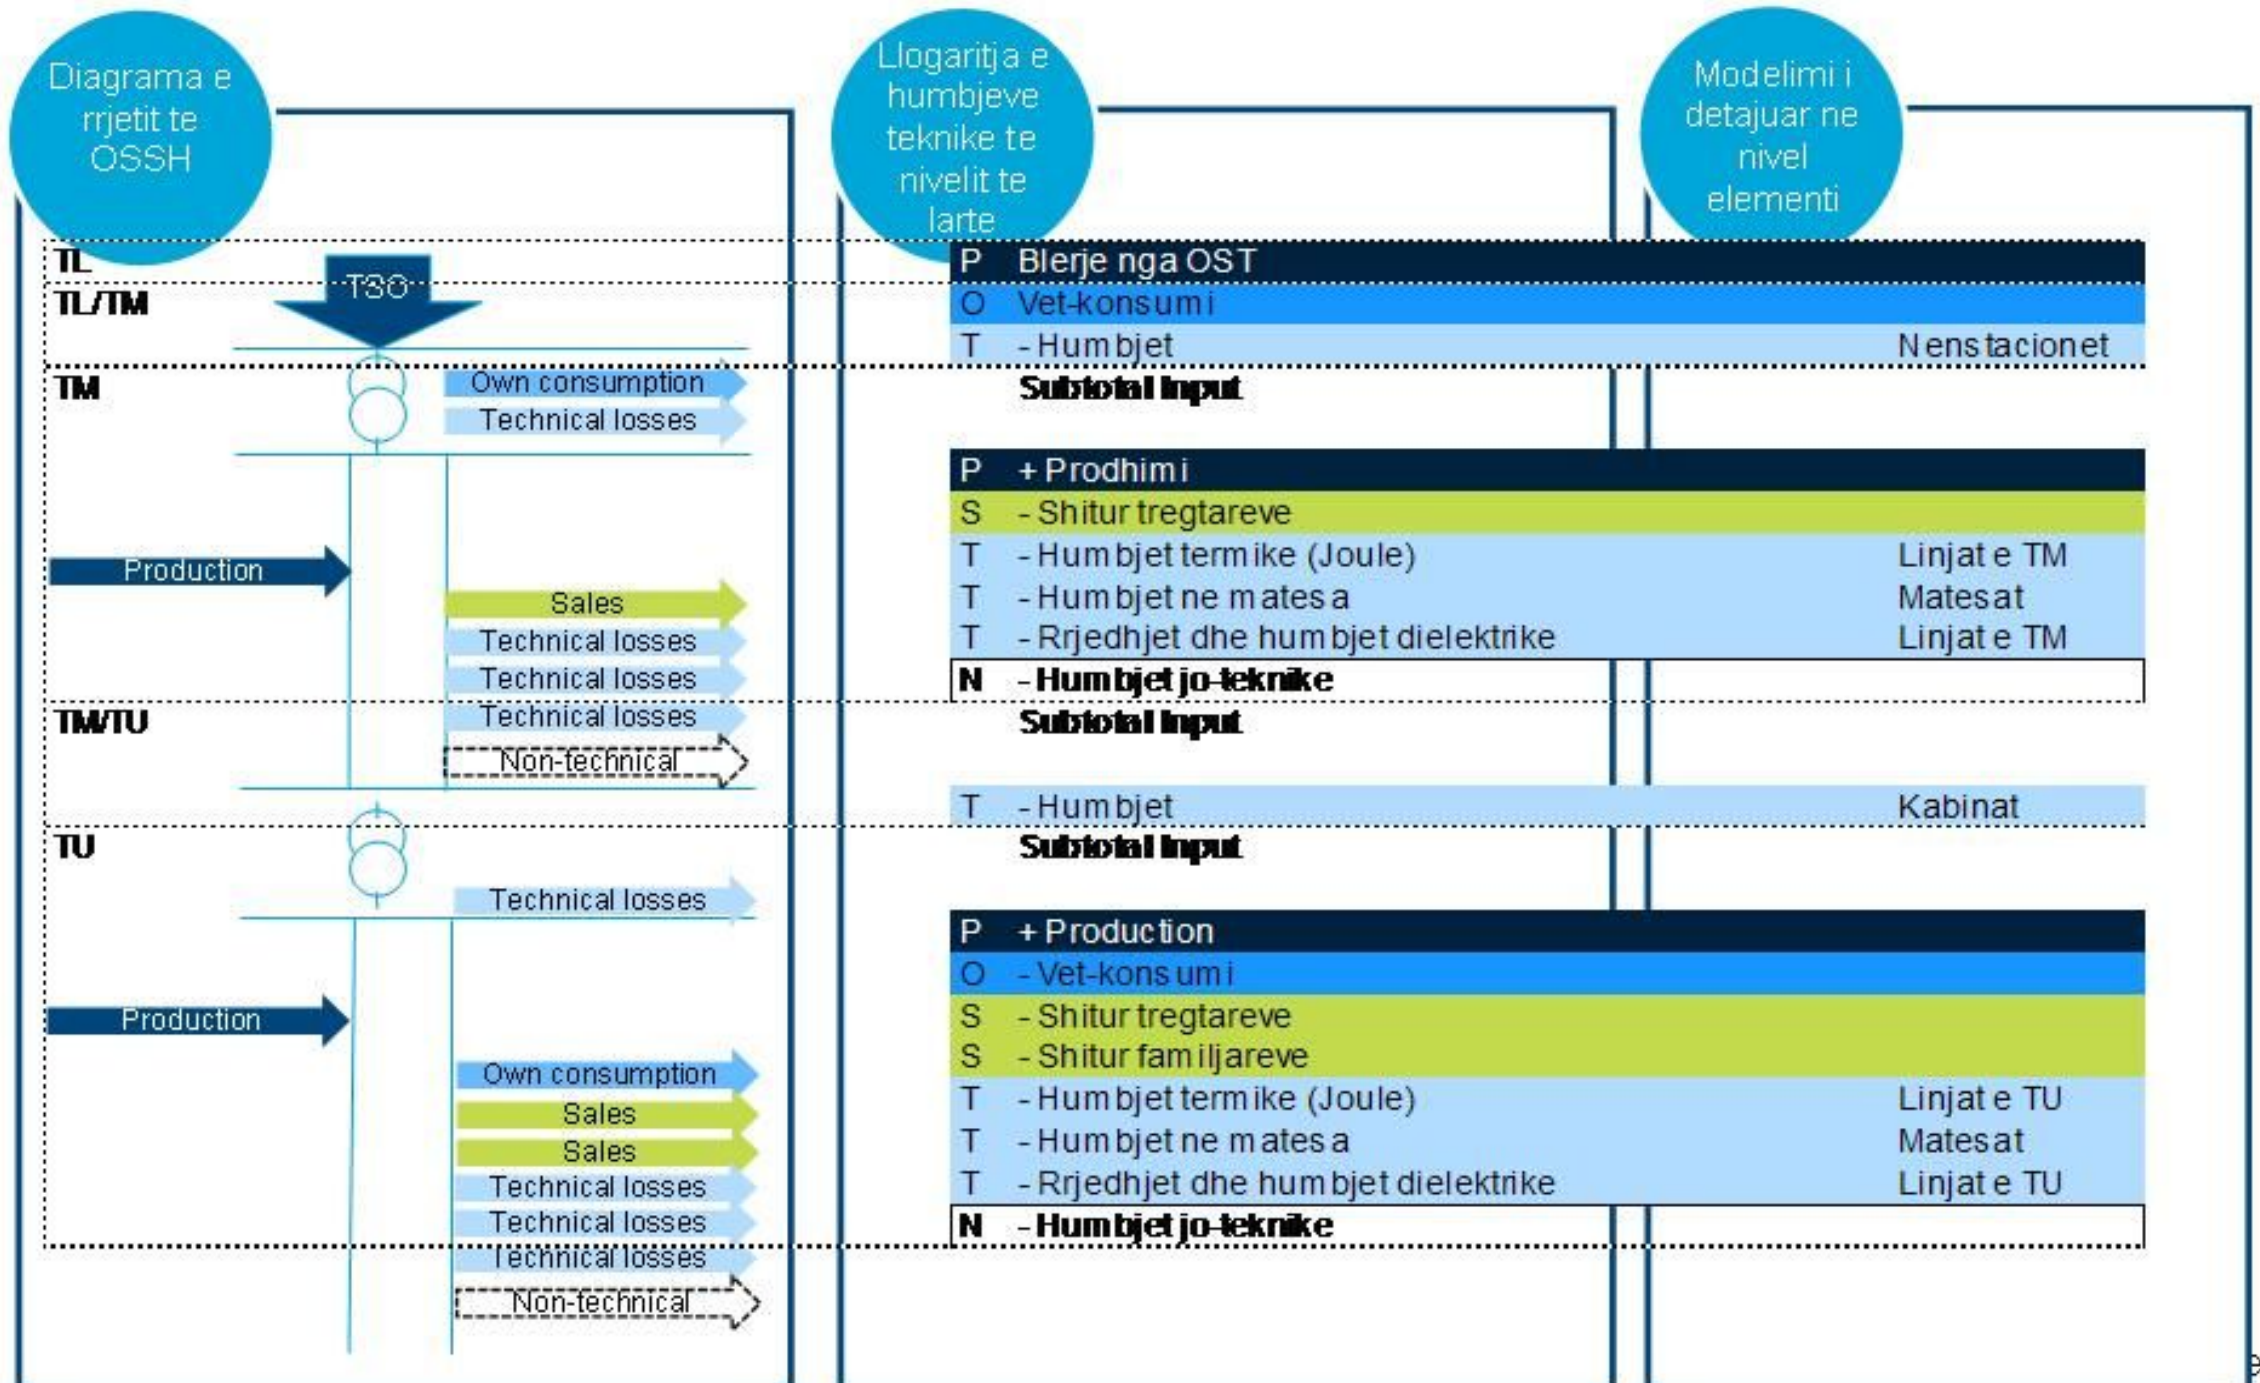 Diagrama e
rrjetit te
OSSH
Llogaritja e
humbjeve
teknike te
nivelit te
larte
Modelimi i
detajuar ne
nivel
elementi
TL
TSO
P Blerje nga OST
TL/TM
O Vet-konsumi
T - Humbjet Nenstacionet
TM
Own consumption
Subtotal Input
Technical losses
P + Prodhimi
S - Shitur tregtareve
T - Humbjet termike (Joule) Linjat e TM
Production
Sales
T - Humbjet ne matesa Matesat
Technical losses
T - Rrjedhjet dhe humbjet dielektrike Linjat e TM
Technical losses
N - Humbjet jo-teknike
Technical losses
TM/TU
Subtotal Input
Non-technical
T - Humbjet Kabinat
TU
Subtotal Input
Technical losses
P + Production
O - Vet-konsumi
Production
S - Shitur tregtareve
S - Shitur familjareve
Own consumption
T - Humbjet termike (Joule) Linjat e TU
Sales
T - Humbjet ne matesa Matesat
Sales
Technical losses
T - Rrjedhjet dhe humbjet dielektrike Linjat e TU
Technical losses
N - Humbjet jo-teknike
Technical losses
Non-technical